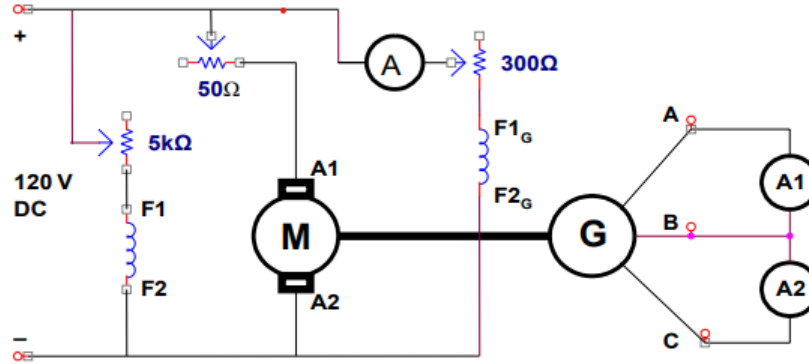 +
50Ω
A
300Ω
5kΩ
120 V
DC
F1
F2
A1
M
A2
F1G
F2G
G
A
B
C
A1
A2
–